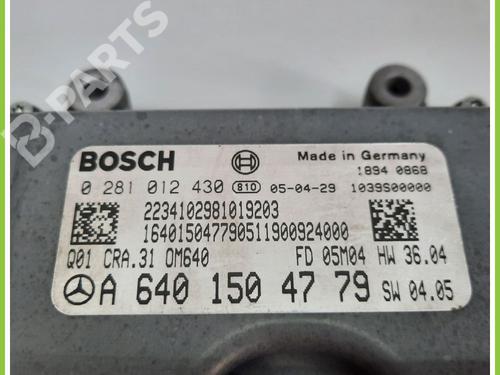 B-PARTS
BOSCH
Made in Germany
0 281 012 430 810 05-04-29
1894 0868
1039S00000
2234102981019203
164015047790511900924000
Q01 CRA.31 OM640
FD 05M04 HW 36.04
A 640 150 47 79
SW 04.05